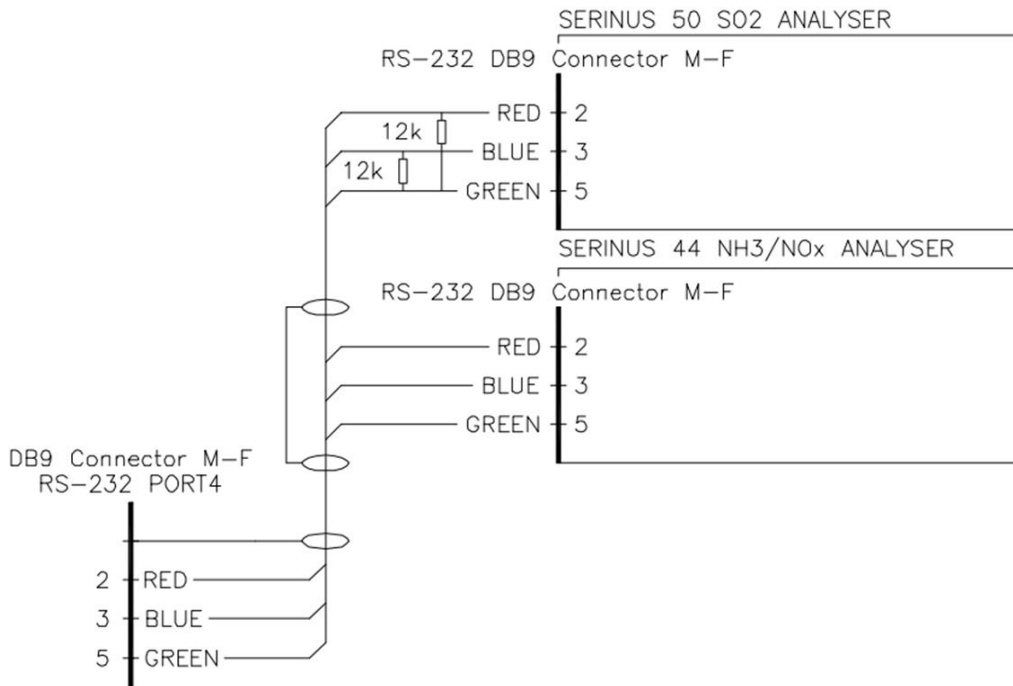 SERINUS 50 SO2 ANALYSER
RS-232 DB9 Connector M-F
RED 2
12k
BLUE 3
12k
GREEN 5
SERINUS 44 NH3/NOx ANALYSER
RS-232 DB9 Connector M-F
RED 2
BLUE 3
GREEN 5
DB9 Connector M-F
RS-232 PORT4
2 RED
3 BLUE
5 GREEN